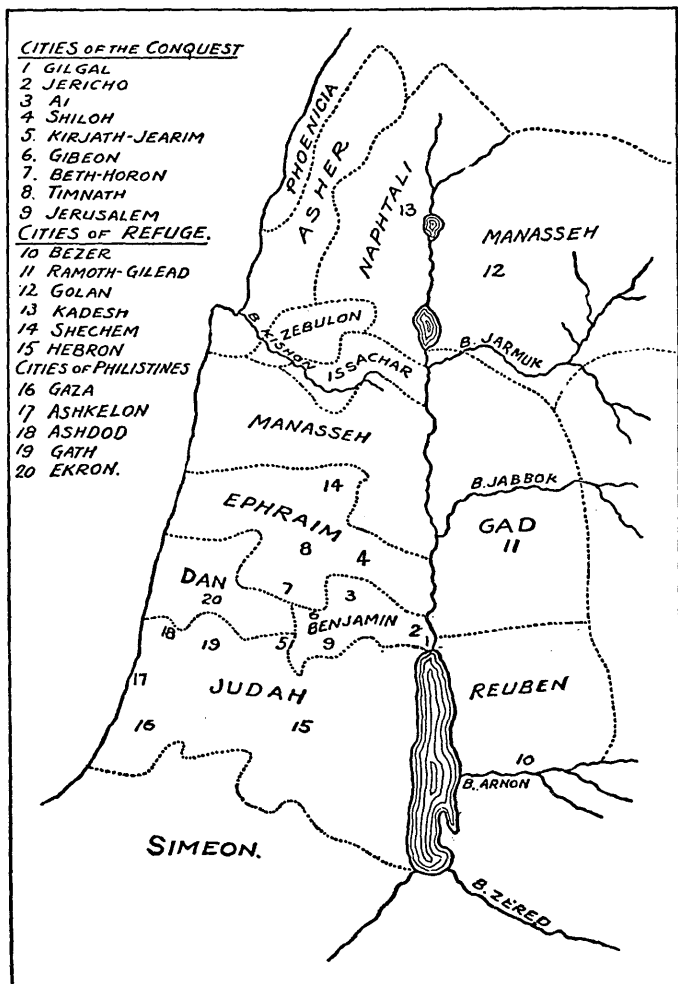 CITIES OF THE CONQUEST
1 GILGAL
2 JERICHO
3 AI
4 SHILOH
5. KIRJATH-JEARIM
6. GIBEON
7. BETH-HORON
8. TIMNATH
9 JERUSALEM
CITIES OF REFUGE.
10 BEZER
11 RAMOTH-GILEAD
12 GOLAN
13 KADESH
14 SHECHEM
15 HEBRON
CITIES OF PHILISTINES
16 GAZA
17 ASHKELON
18 ASHDOD
19 GATH
20 EKRON.
PHOENICIA
ASHER
NAPHTALI
13
MANASSEH
12
ZEBULON
B. KISHON
ISSACHAR
B. JARMUK
MANASSEH
14
B. JABBOK
EPHRAIM
GAD
11
8
4
DAN
20
7
3
6
BENJAMIN
2
1
18
19
5
9
17
JUDAH
REUBEN
16
15
10
B. ARNON
SIMEON.
B. ZERED